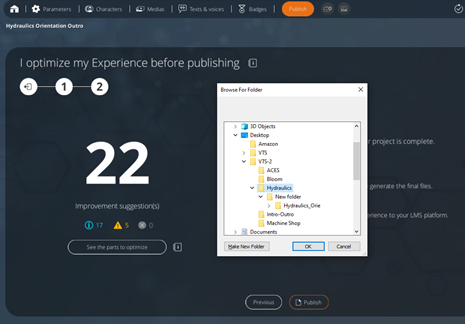 Parameters
Characters
Medias
Texts & voices
Badges
Publish
Hydraulics Orientation Outro
I optimize my Experience before publishing
1
2
22
Improvement suggestion(s)
17
5
0
See the parts to optimize
Browse For Folder
3D Objects
Desktop
Amazon
VTS
VTS-2
ACES
Bloom
Hydraulics
New folder
Hydraulics_Orie
Intro-Outro
Machine Shop
Documents
Make New Folder
OK
Cancel
r project is complete.
generate the final files.
erience to your LMS platform.
Previous
Publish